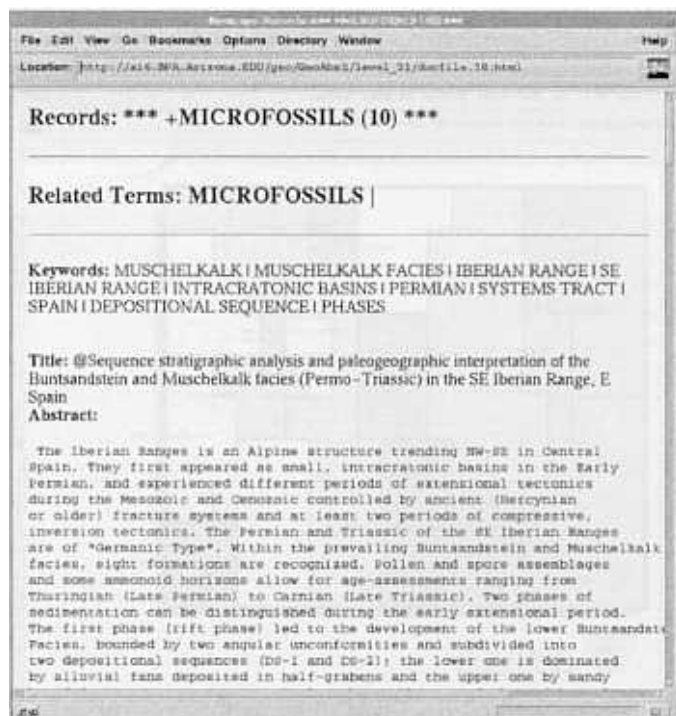 File Edit View Go Bookmarks Options Directory Window Help
Location:
Records: *** +MICROFOSSILS (10) ***
Related Terms: MICROFOSSILS |
Keywords: MUSCHELKALK | MUSCHELKALK FACIES | IBERIAN RANGE | SE
IBERIAN RANGE | INTRACRATONIC BASINS | PERMIAN | SYSTEMS TRACT |
SPAIN | DEPOSITIONAL SEQUENCE | PHASES
Title: @Sequence stratigraphic analysis and paleogeographic interpretation of the
Buntsandstein and Muschelkalk facies (Permo-Triassic) in the SE Iberian Range, E
Spain
Abstract:
The Iberian Ranges is an Alpine structure trending NW-SE in Central
Spain. They first appeared as small, intracratonic basins in the Early
Permian, and experienced different periods of extensional tectonics
during the Mesozoic and Cenozoic controlled by ancient (Hercynian
or older) fracture systems and at least two periods of compressive,
inversion tectonics. The Permian and Triassic of the SE Iberian Ranges
are of "Germanic Type". Within the prevailing Buntsandstein and Muschelkalk
facies, eight formations are recognized. Pollen and spore assemblages
and some ammonoid horizons allow for age-assessments ranging from
Thuringian (Late Permian) to Carnian (Late Triassic). Two phases of
sedimentation can be distinguished during the early extensional period.
The first phase (rift phase) led to the development of the lower Buntsandste
Facies, bounded by two angular unconformities and subdivided into
two depositional sequences (DS-1 and DS-2); the lower one is dominated
by alluvial fans deposited in half-grabens and the upper one by sandy